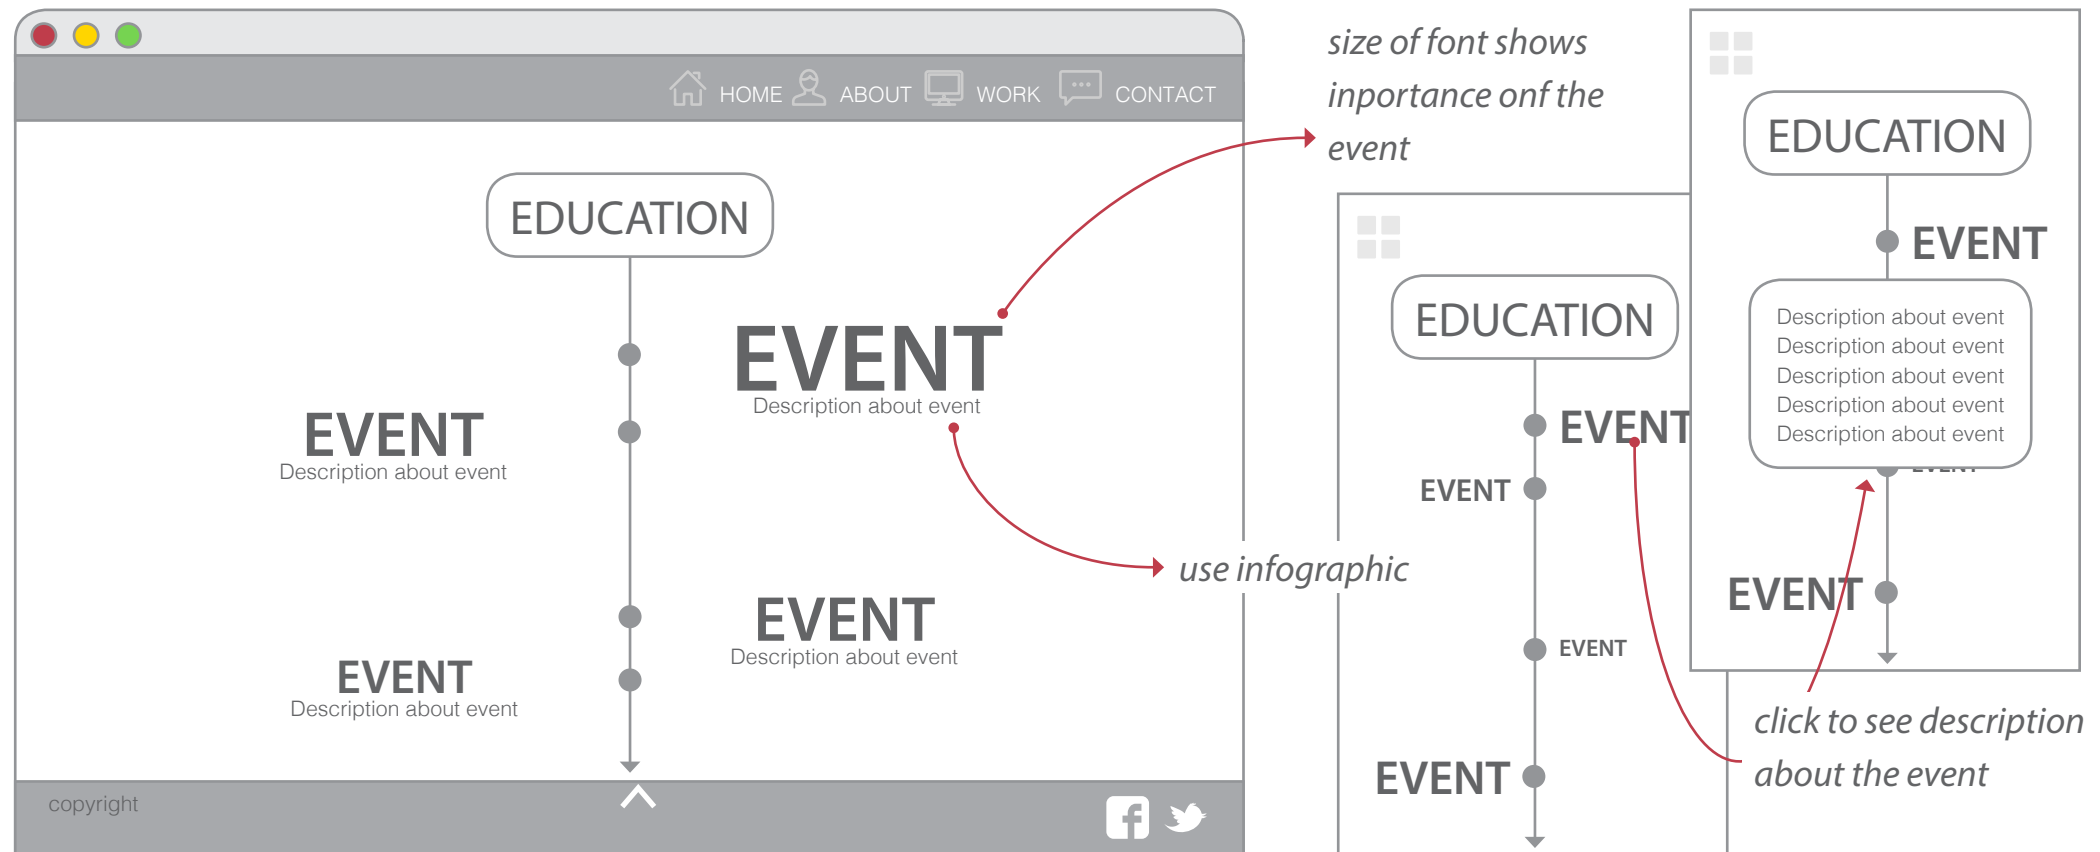 HOME ABOUT WORK CONTACT
EDUCATION
EVENT
Description about event
EVENT
Description about event
EVENT
Description about event
EVENT
Description about event
copyright
size of font shows
inportance onf the
event
use infographic
EDUCATION
EVENT
EVENT
EVENT
EVENT
EDUCATION
EVENT
Description about event
Description about event
Description about event
Description about event
Description about event
EVENT
EVENT
click to see description
about the event